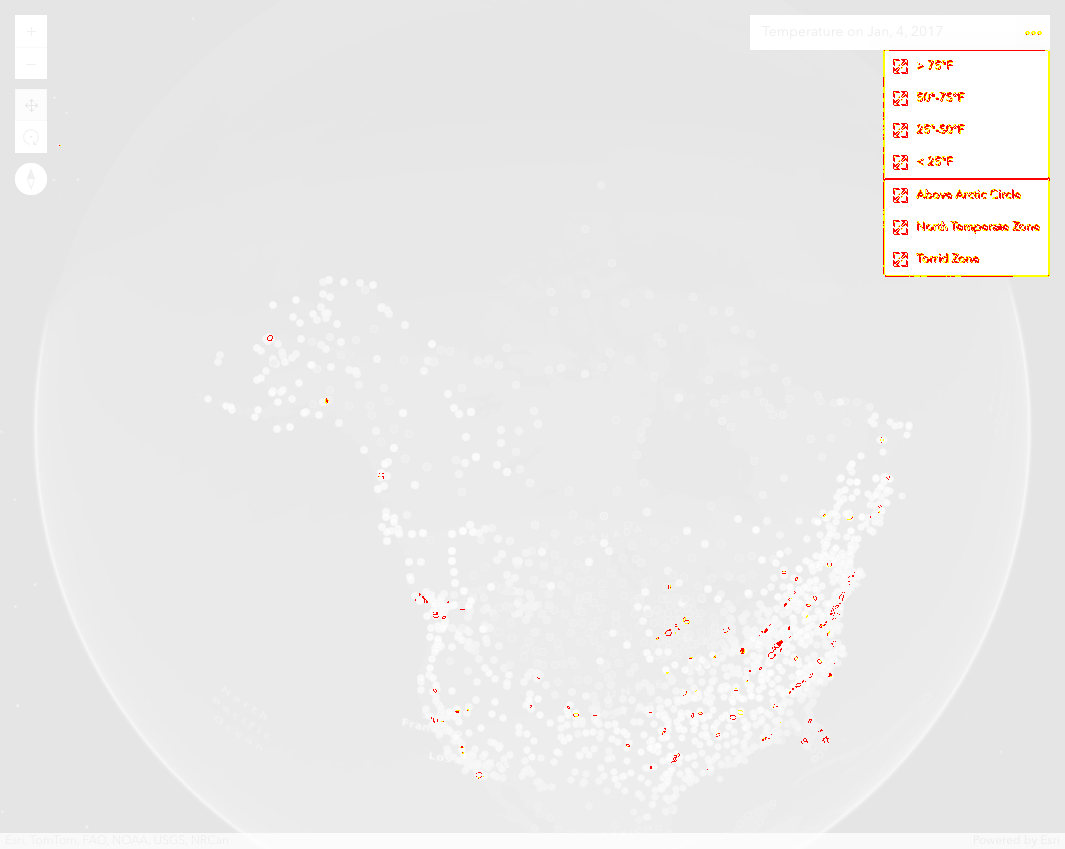 Temperature on Jan, 4, 2017
> 75°F
50°-75°F
25°-50°F
< 25°F
Above Arctic Circle
North Temperate Zone
Torrid Zone
Esri, TomTom, FAO, NOAA, USGS, NRCan
Powered by Esri